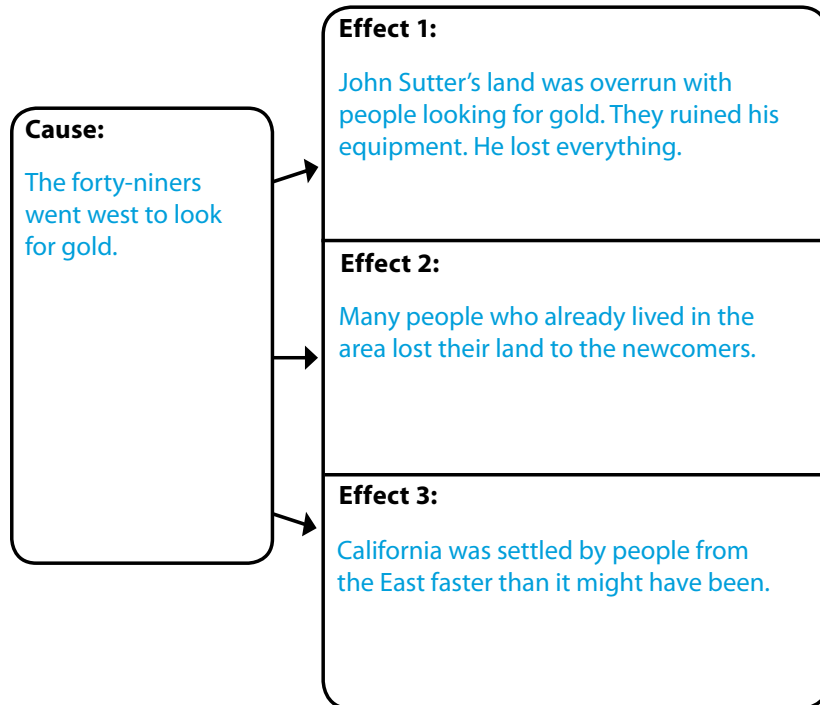 Cause:
The forty-niners
went west to look
for gold.
Effect 1:
John Sutter’s land was overrun with
people looking for gold. They ruined his
equipment. He lost everything.
Effect 2:
Many people who already lived in the
area lost their land to the newcomers.
Effect 3:
California was settled by people from
the East faster than it might have been.